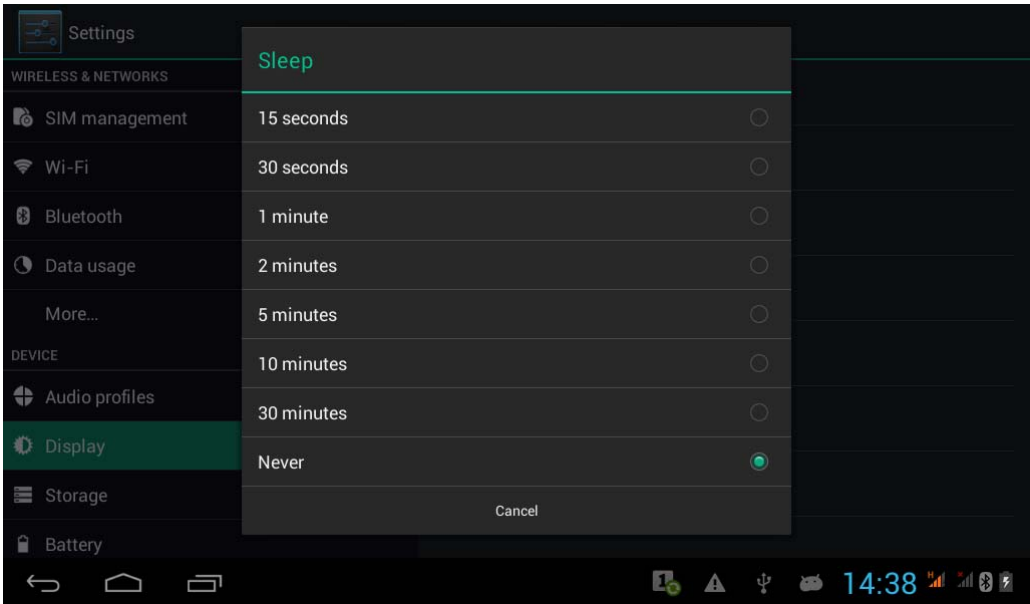 Settings
WIRELESS & NETWORKS
SIM management
Wi-Fi
Bluetooth
Data usage
More...
DEVICE
Audio profiles
Display
Storage
Battery
Sleep
15 seconds
30 seconds
1 minute
2 minutes
5 minutes
10 minutes
30 minutes
Never
Cancel
14:38